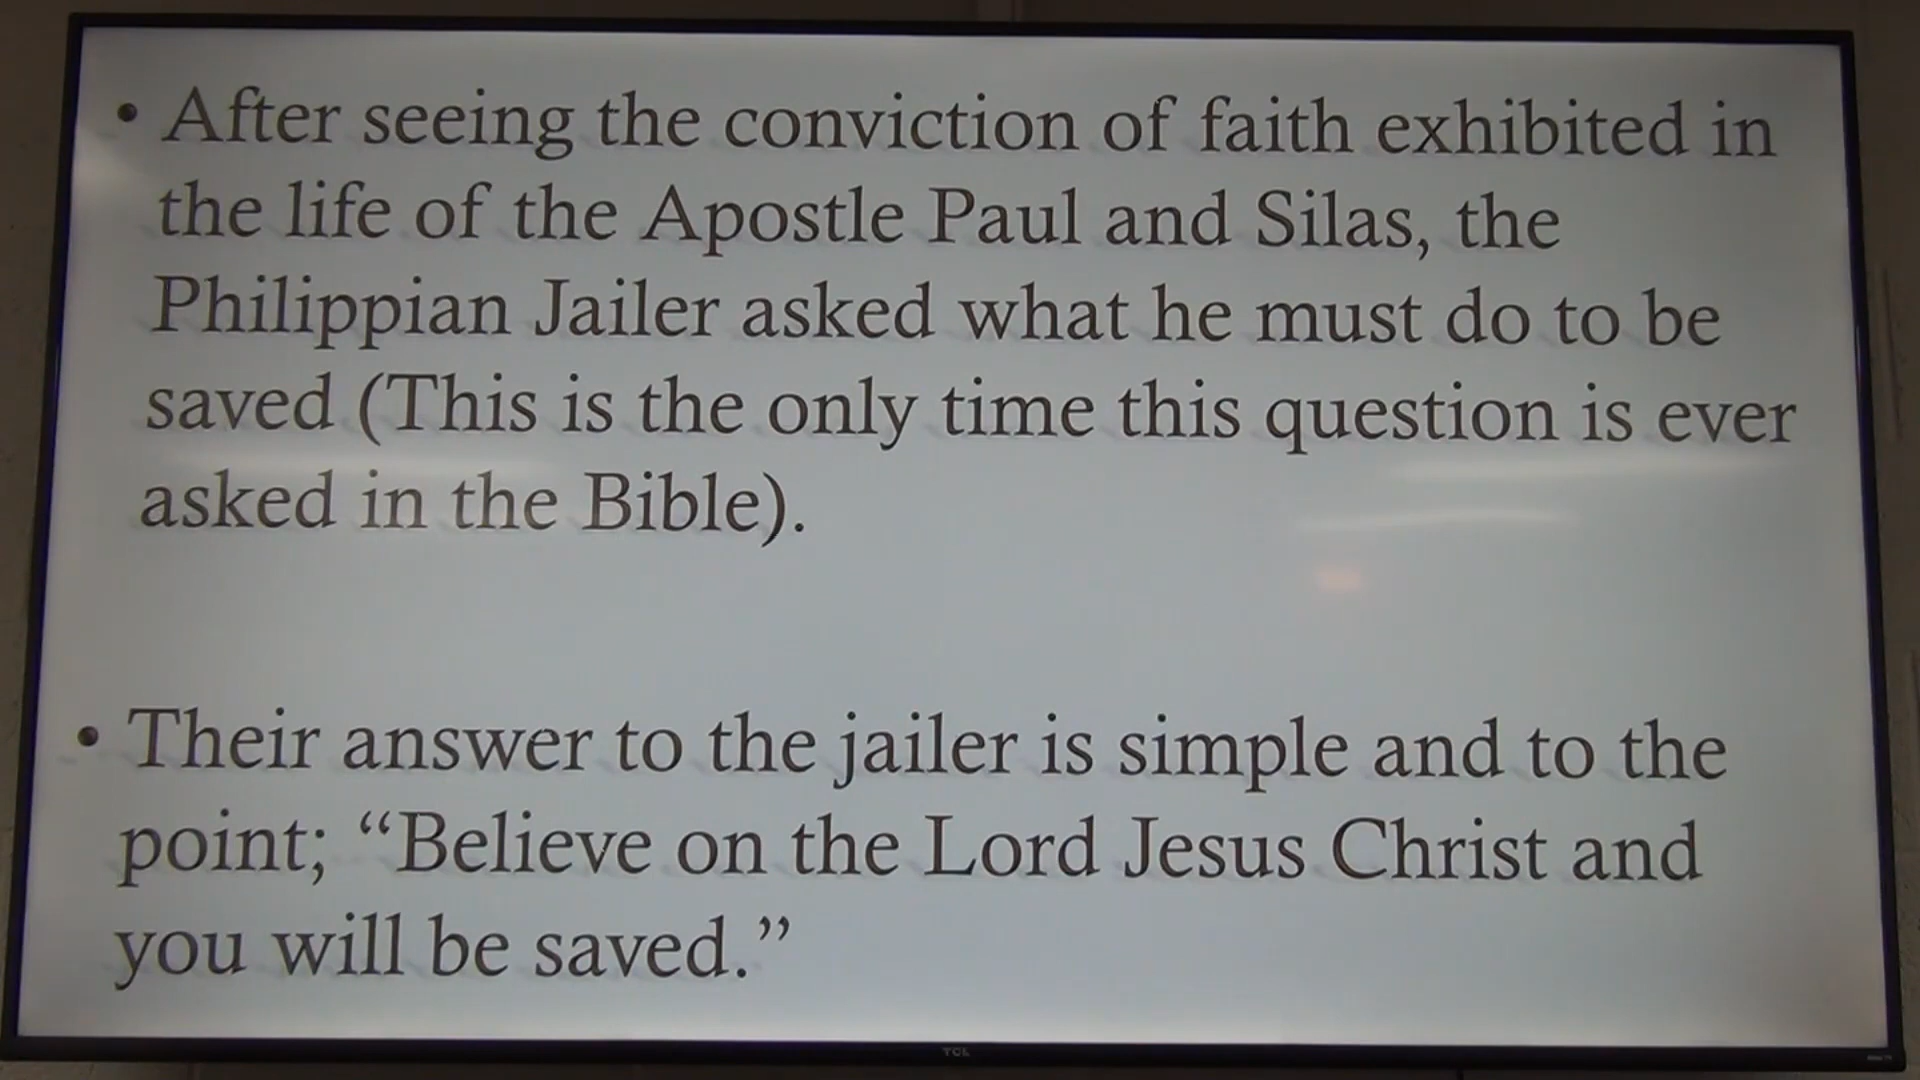 • After seeing the conviction of faith exhibited in
the life of the Apostle Paul and Silas, the
Philippian Jailer asked what he must do to be
saved (This is the only time this question is ever
asked in the Bible).
• Their answer to the jailer is simple and to the
point; “Believe on the Lord Jesus Christ and
you will be saved.”
TCL